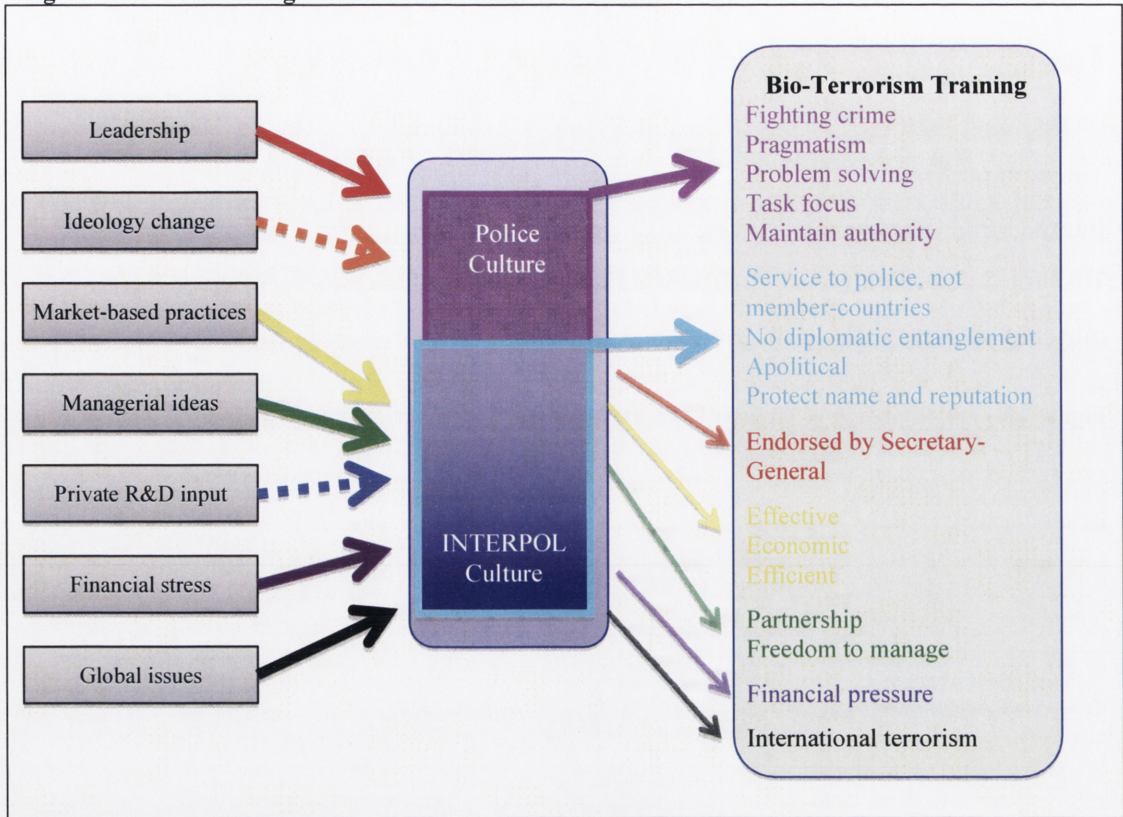 Leadership
Ideology change
Market-based practices
Managerial ideas
Private R&D input
Financial stress
Global issues
Police
Culture
INTERPOL
Culture
Bio-Terrorism Training
Fighting crime
Pragmatism
Problem solving
Task focus
Maintain authority
Service to police, not
member-countries
No diplomatic entanglement
Apolitical
Protect name and reputation
Endorsed by Secretary-
General
Effective
Economic
Efficient
Partnership
Freedom to manage
Financial pressure
International terrorism